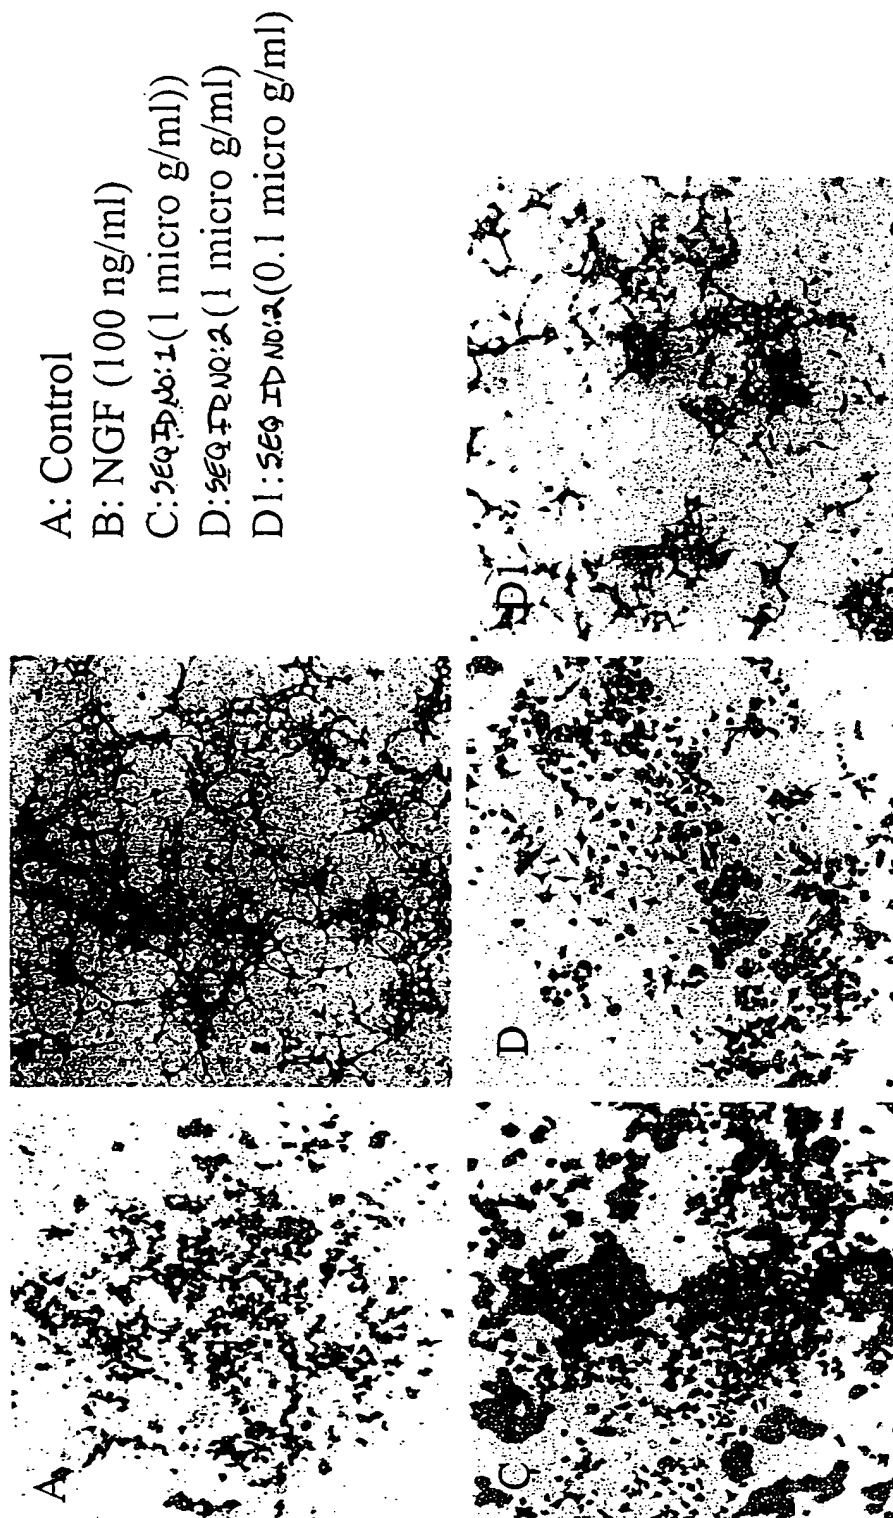 A: Control
B: NGF (100 ng/ml)
C: SEQ ID NO:1 (1 micro g/ml))
D: SEQ ID NO:2 (1 micro g/ml)
D1: SEQ ID NO:2 (0.1 micro g/ml)
A
B
C
D
D1